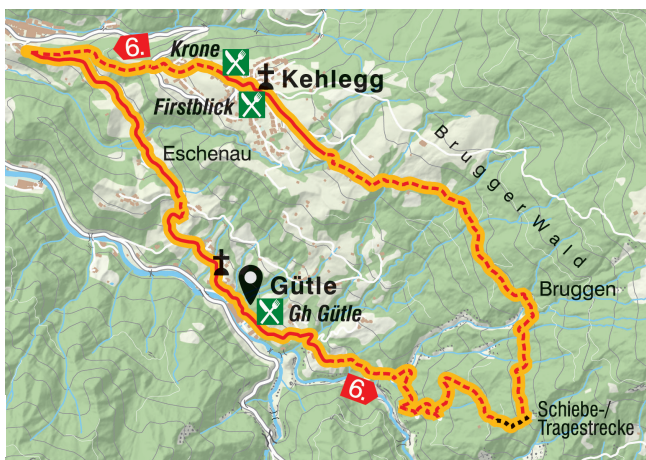 6.
Krone
Kehlegg
Firstblick
Eschenau
Brugger Wald
Gütle
Gh Gütle
Bruggen
6.
Schiebe-/
Tragestrecke